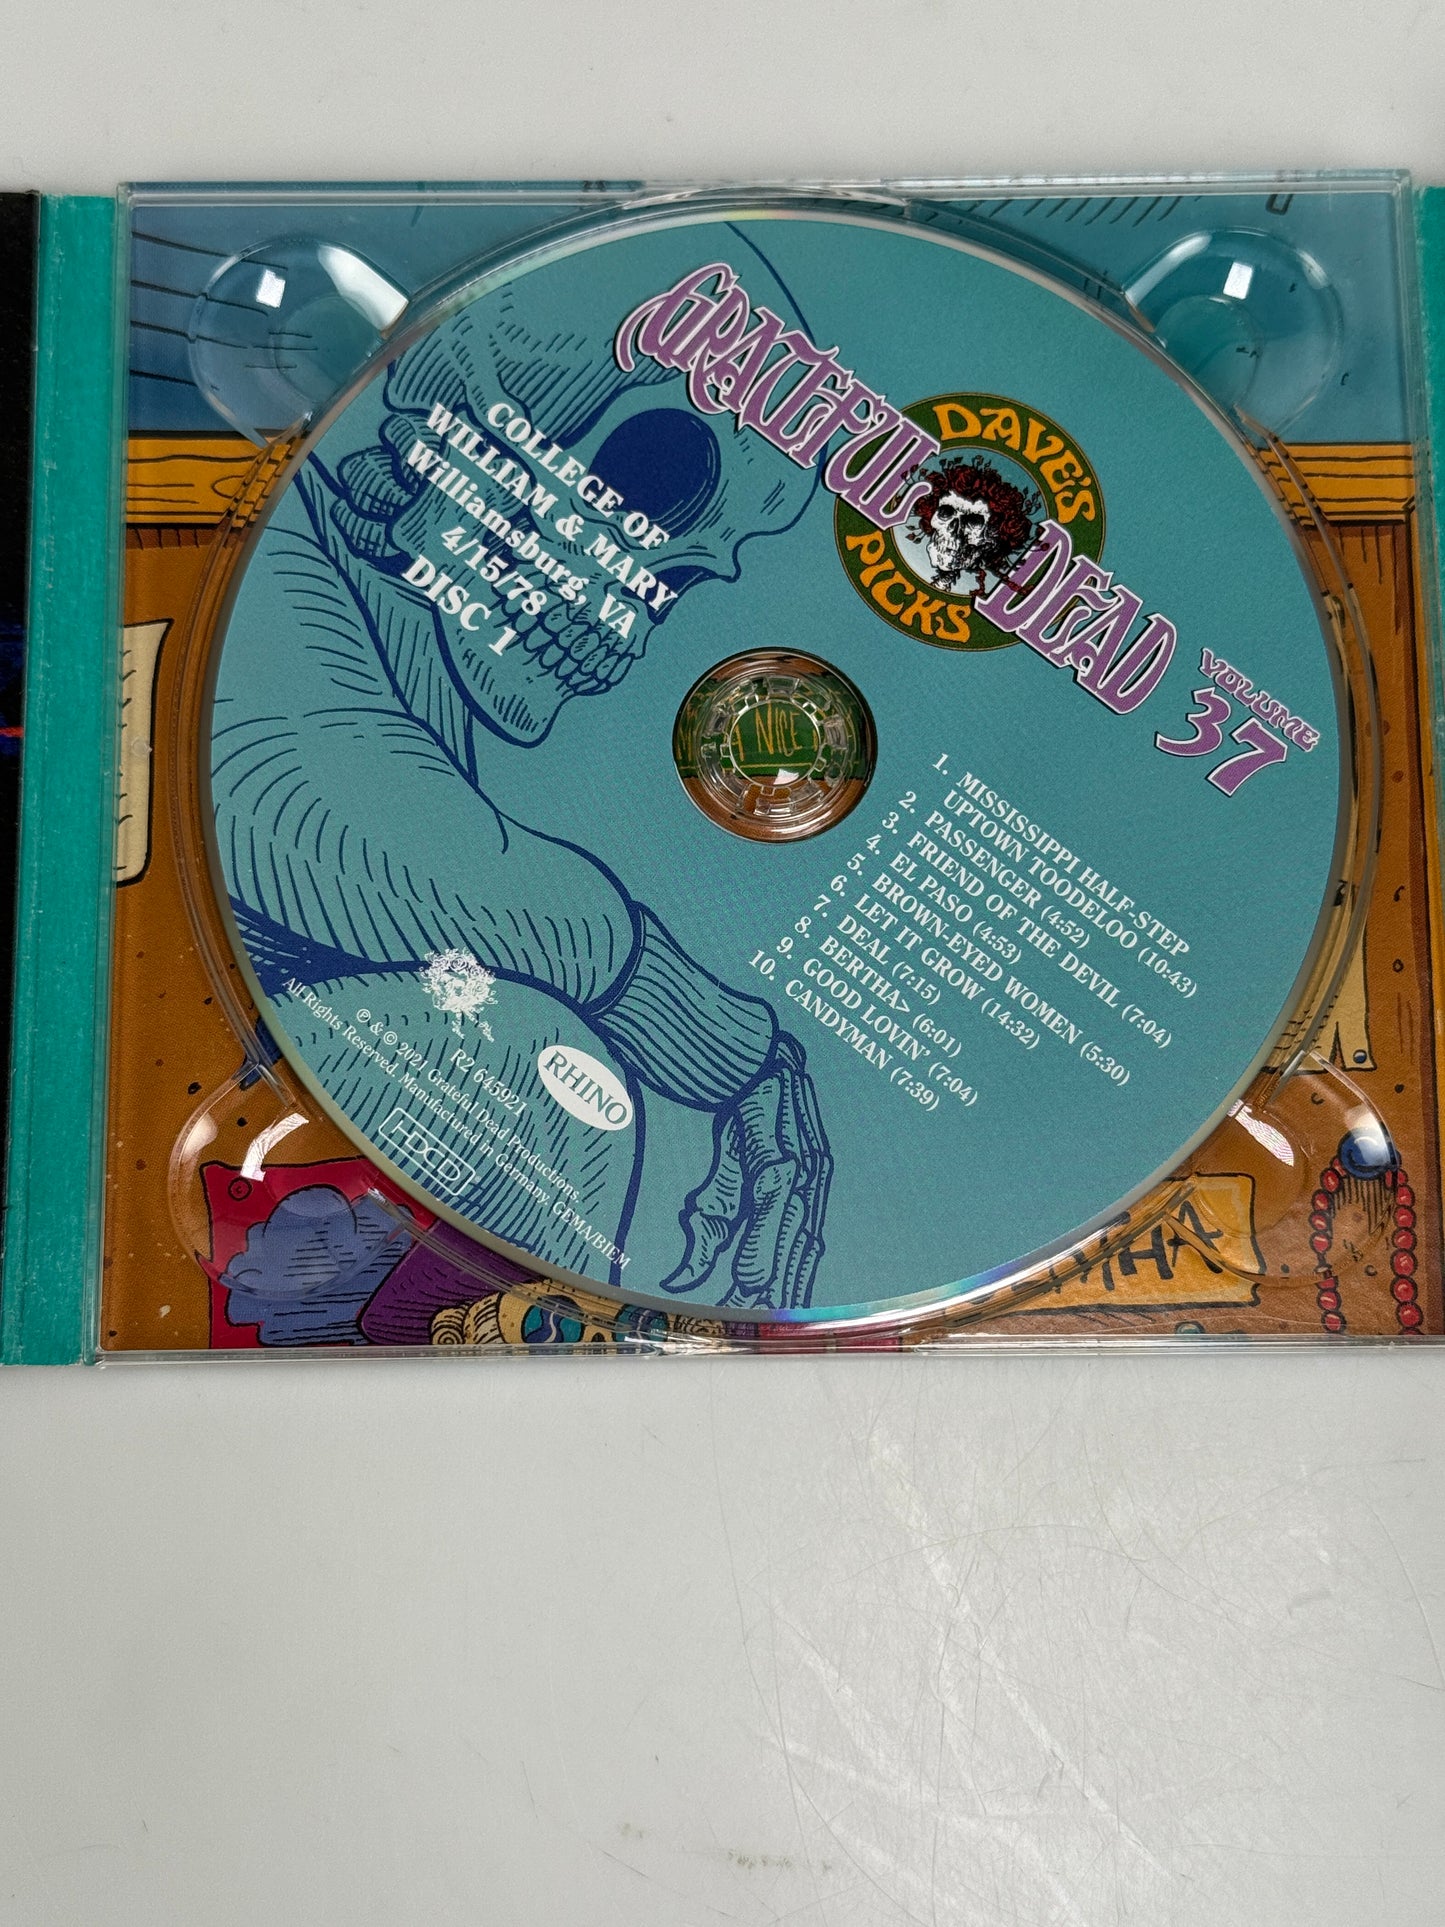 GRATEFUL DEAD
DAVE'S
PICKS
VOLUME
37
COLLEGE OF
WILLIAM & MARY
Williamsburg, VA
4/15/78
DISC 1
NICE
1. MISSISSIPPI HALF-STEP
UPTOWN TOODELOO (10:43)
2. PASSENGER (4:52)
3. FRIEND OF THE DEVIL (7:04)
4. EL PASO (4:53)
5. BROWN-EYED WOMEN (5:30)
6. LET IT GROW (14:32)
7. DEAL (7:15)
8. BERTHA> (6:01)
9. GOOD LOVIN' (7:04)
10. CANDYMAN (7:39)
RHINO
R2 645921
℗ & © 2021 Grateful Dead Productions.
All Rights Reserved. Manufactured in Germany. GEMA/BIEM
HDCD